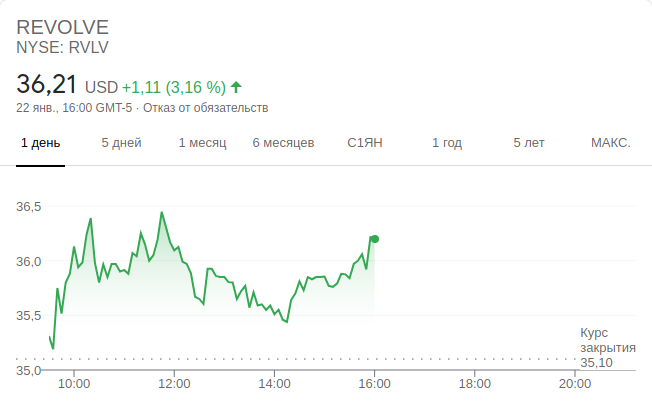 REVOLVE
NYSE: RVLV
36,21 USD +1,11 (3,16 %)
22 янв., 16:00 GMT-5 · Отказ от обязательств
1 день 5 дней 1 месяц 6 месяцев С1ЯН 1 год 5 лет МАКС.
36,5
36,0
35,5
Курс
закрытия
35,10
35,0
10:00 12:00 14:00 16:00 18:00 20:00